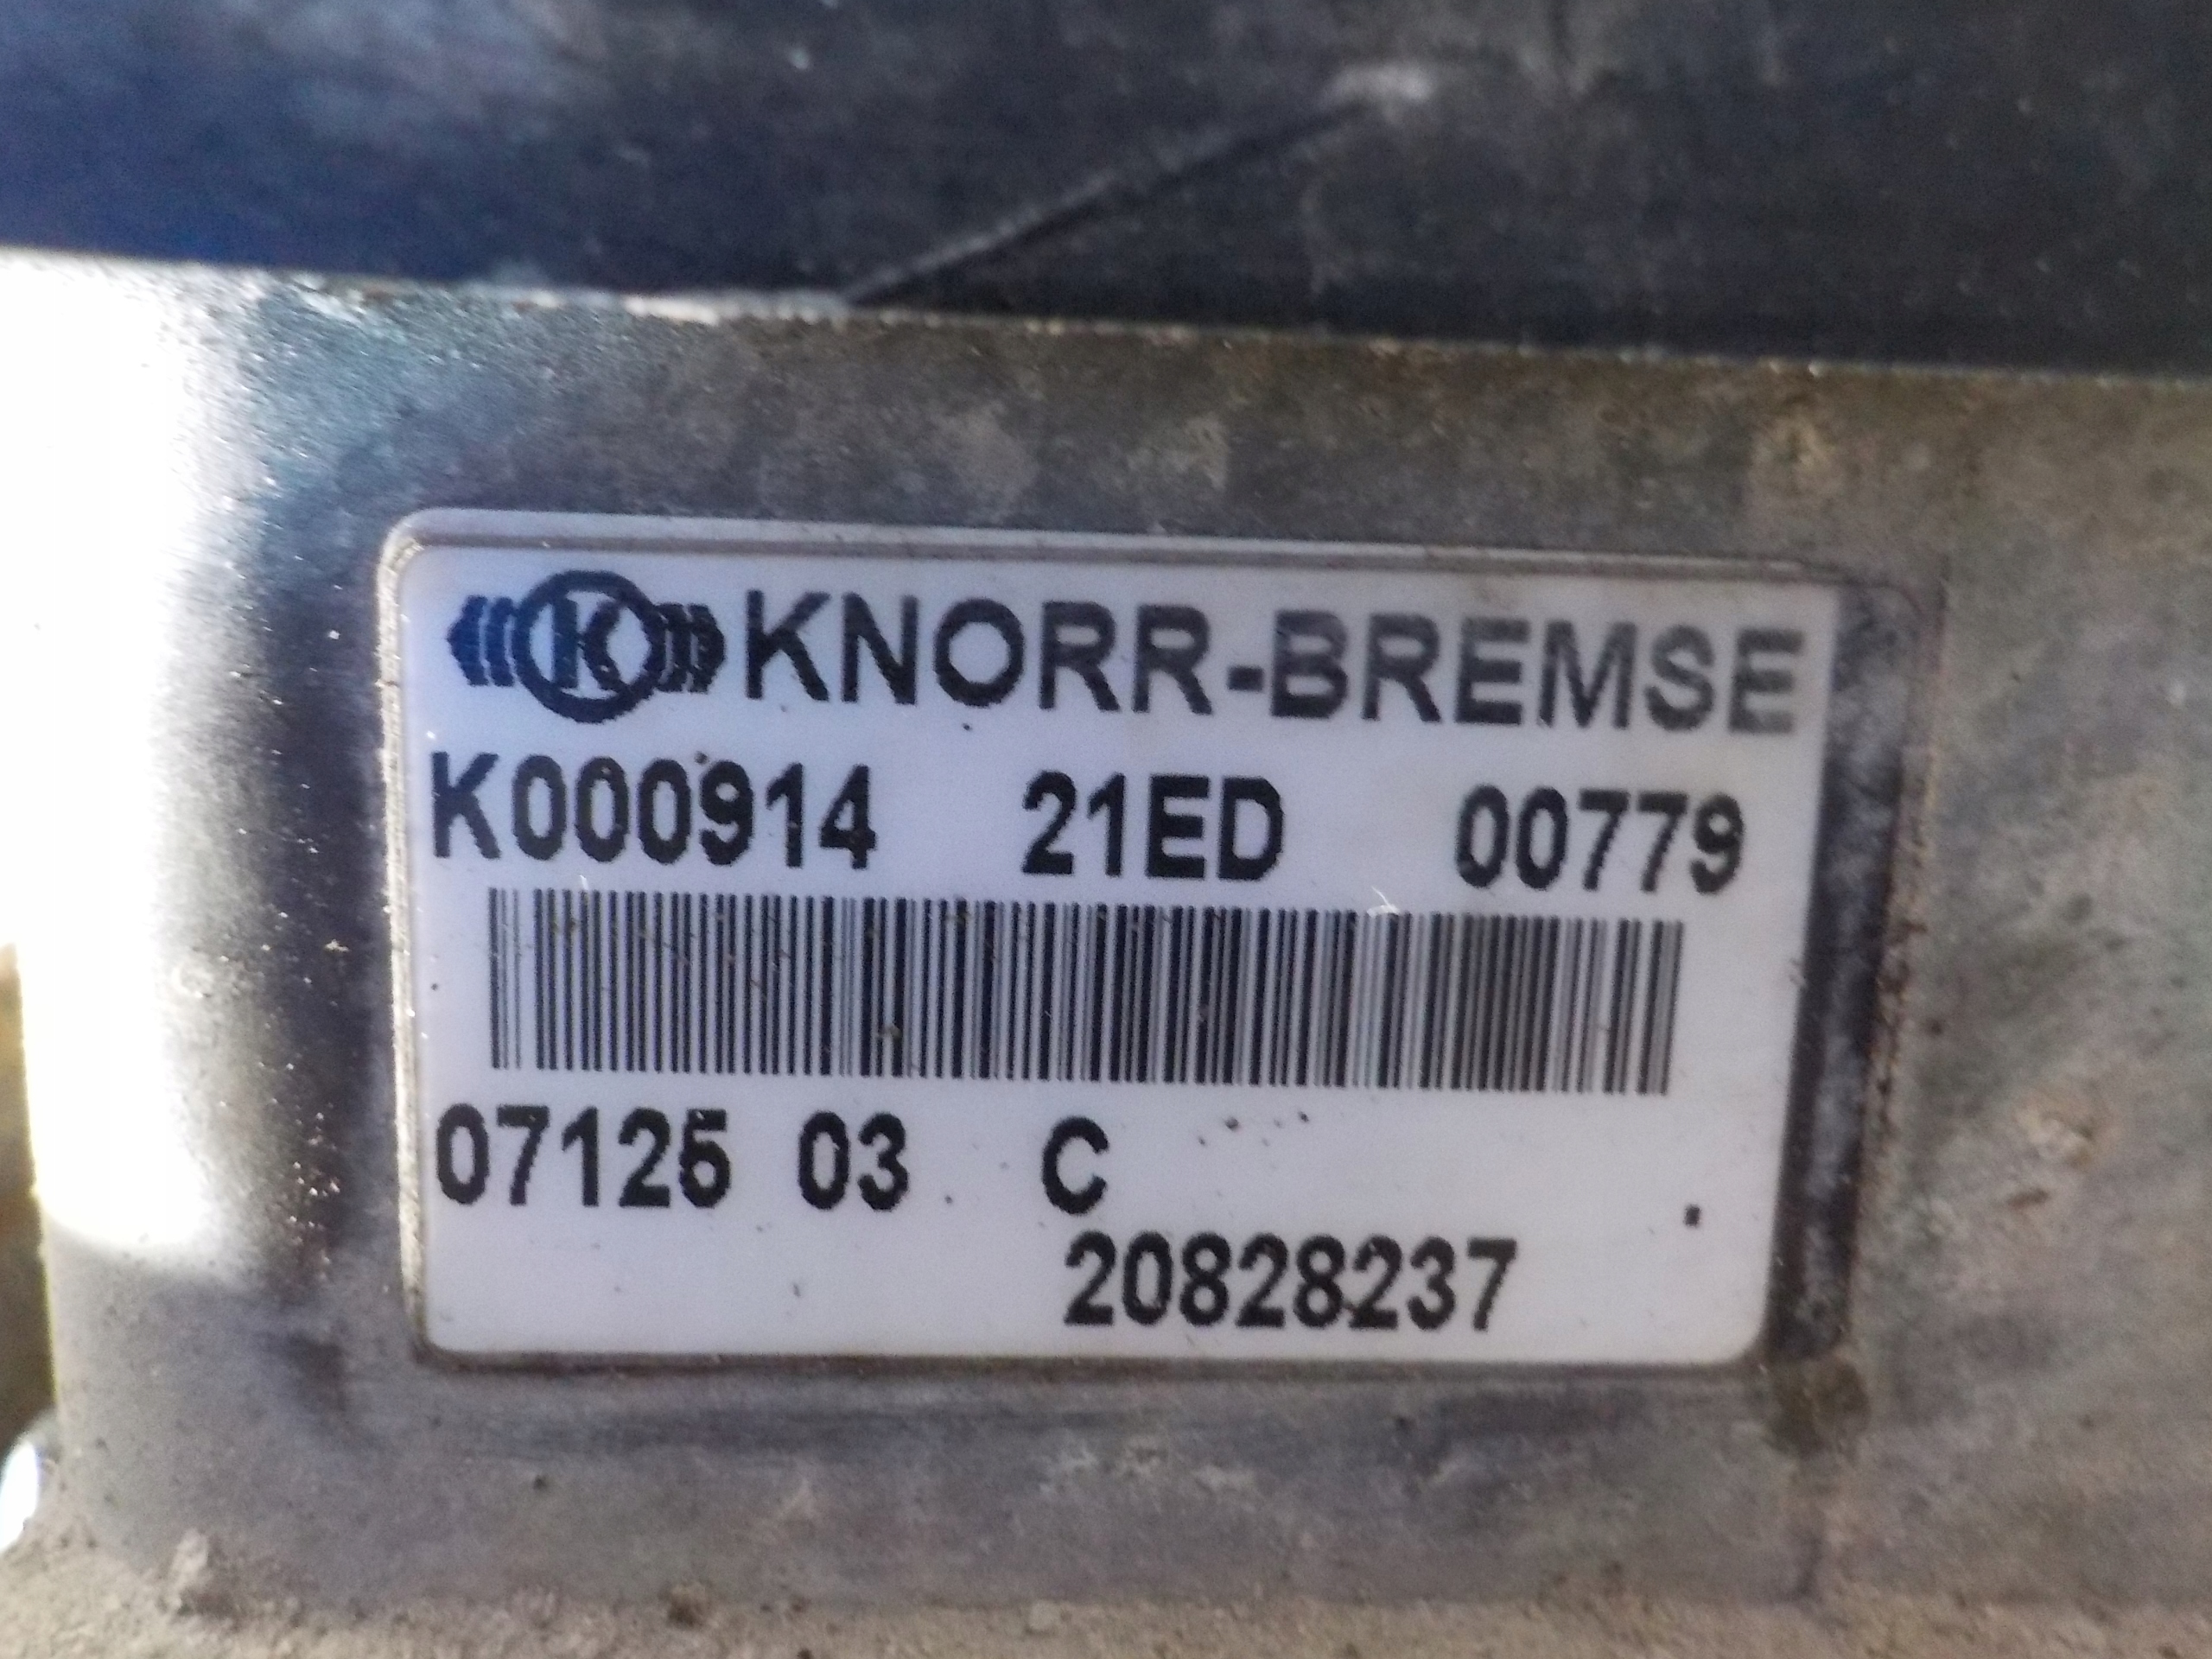 K KNORR-BREMSE
K000914 21ED 00779
07125 03 C
20828237